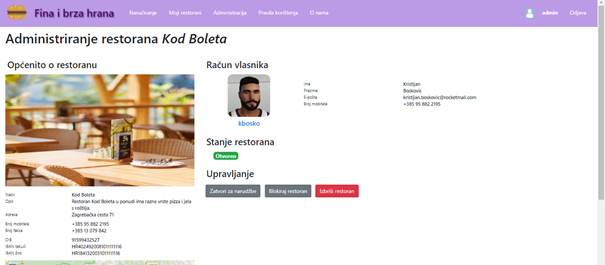 Fina i brza hrana
Naručivanje
Moji restorani
Administracija
Pravila korištenja
O nama
admin
Odjava
Administriranje restorana Kod Boleta
Općenito o restoranu
Naziv Kod Boleta
Opis Restoran Kod Boleta u ponudi ima razne vrste pizza i jela
s roštilja.
Adresa Zagrebačka cesta 71
Broj mobitela +385 95 882 2195
Broj fiksa +385 13 079 842
OIB 91599432527
IBAN tekući
IBAN žiro
Račun vlasnika
kbosko
Ime Kristijan
Prezime Bosković
E-pošta kristijan.boskovic@rocketmail.com
Broj mobitela +385 95 882 2195
Stanje restorana
Otvoren
Upravljanje
Zatvori za narudžbe
Blokiraj restoran
Izbriši restoran